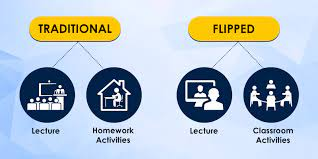 TRADITIONAL
FLIPPED
Lecture
Homework
Activities
Lecture
Classroom
Activities